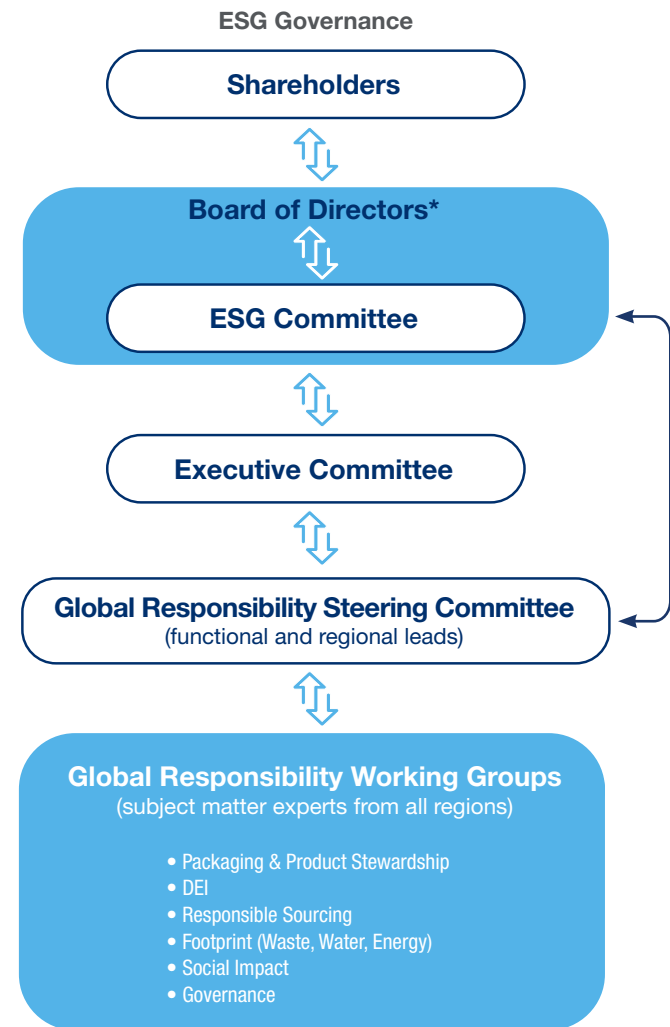 ESG Governance
Shareholders
Board of Directors*
ESG Committee
Executive Committee
Global Responsibility Steering Committee
(functional and regional leads)
Global Responsibility Working Groups
(subject matter experts from all regions)
• Packaging & Product Stewardship
• DEI
• Responsible Sourcing
• Footprint (Waste, Water, Energy)
• Social Impact
• Governance